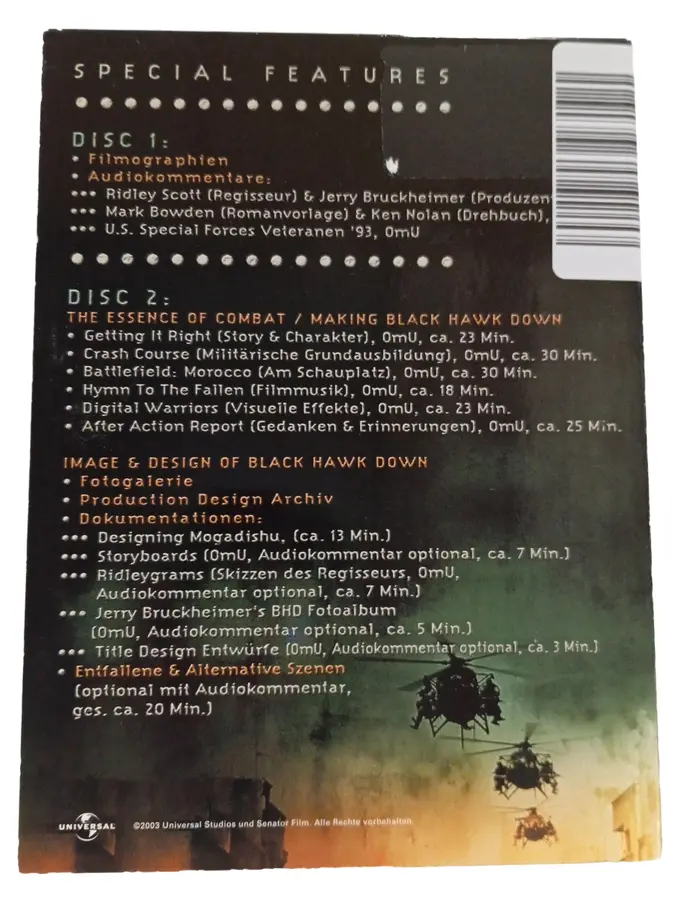 SPECIAL FEATURES
DISC 1:
• Filmographien
• Audiokommentare:
••• Ridley Scott (Regisseur) & Jerry Bruckheimer (Produzen
••• Mark Bowden (Romanvorlage) & Ken Nolan (Drehbuch),
••• U.S. Special Forces Veteranen '93, OmU
DISC 2:
THE ESSENCE OF COMBAT / MAKING BLACK HAWK DOWN
• Getting It Right (Story & Charakter), OmU, ca. 23 Min.
• Crash Course (Militärische Grundausbildung), OmU, ca. 30 Min.
• Battlefield: Morocco (Am Schauplatz), OmU, ca. 30 Min.
• Hymn To The Fallen (Filmmusik), OmU, ca. 18 Min.
• Digital Warriors (Visuelle Effekte), OmU, ca. 23 Min.
• After Action Report (Gedanken & Erinnerungen), OmU, ca. 25 Min.
IMAGE & DESIGN OF BLACK HAWK DOWN
• Fotogalerie
• Production Design Archiv
• Dokumentationen:
••• Designing Mogadishu, (ca. 13 Min.)
••• Storyboards (OmU, Audiokommentar optional, ca. 7 Min.)
••• Ridleygrams (Skizzen des Regisseurs, OmU,
Audiokommentar optional, ca. 7 Min.)
••• Jerry Bruckheimer's BHD Fotoalbum
(OmU, Audiokommentar optional, ca. 5 Min.)
••• Title Design Entwürfe (OmU, Audiokommentar optional, ca. 3 Min.)
• Entfallene & Alternative Szenen
(optional mit Audiokommentar,
ges. ca. 20 Min.)
UNIVERSAL
©2003 Universal Studios und Senator Film. Alle Rechte vorbehalten.